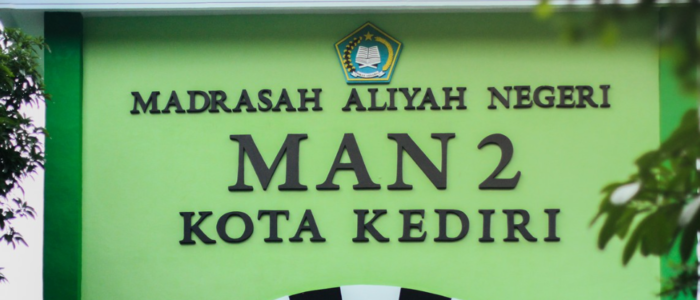 MADRASAH ALIYAH NEGERI
MAN 2
KOTA KEDIRI